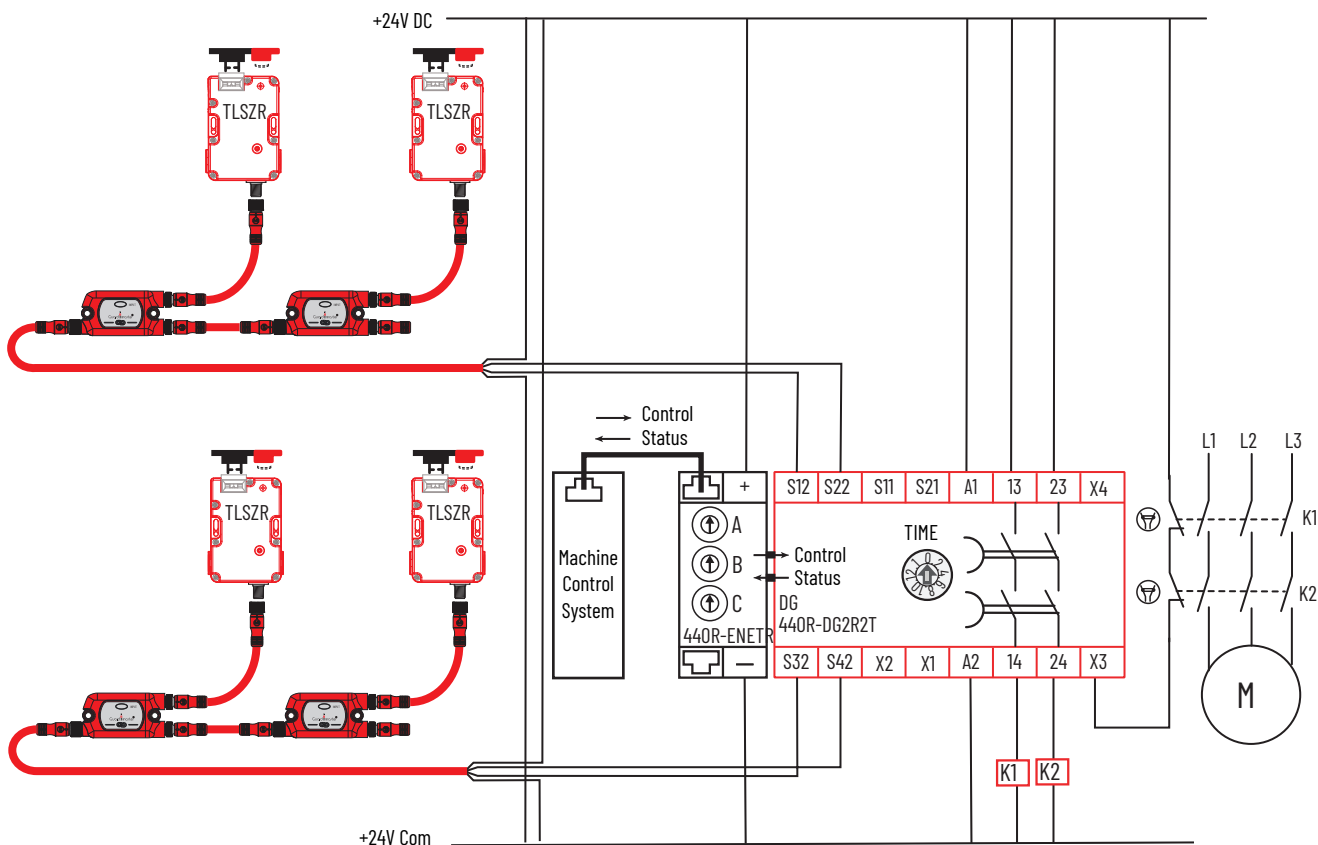 +24V DC
TLSZR
TLSZR
Control
Status
L1 L2 L3
TLSZR
TLSZR
+ S12 S22 S11 S21 A1 13 23 X4
A
B
C
Machine
Control
System
440R-ENETR
Control
Status
TIME
DG
440R-DG2R2T
K1
K2
— S32 S42 X2 X1 A2 14 24 X3
M
K1 K2
+24V Com